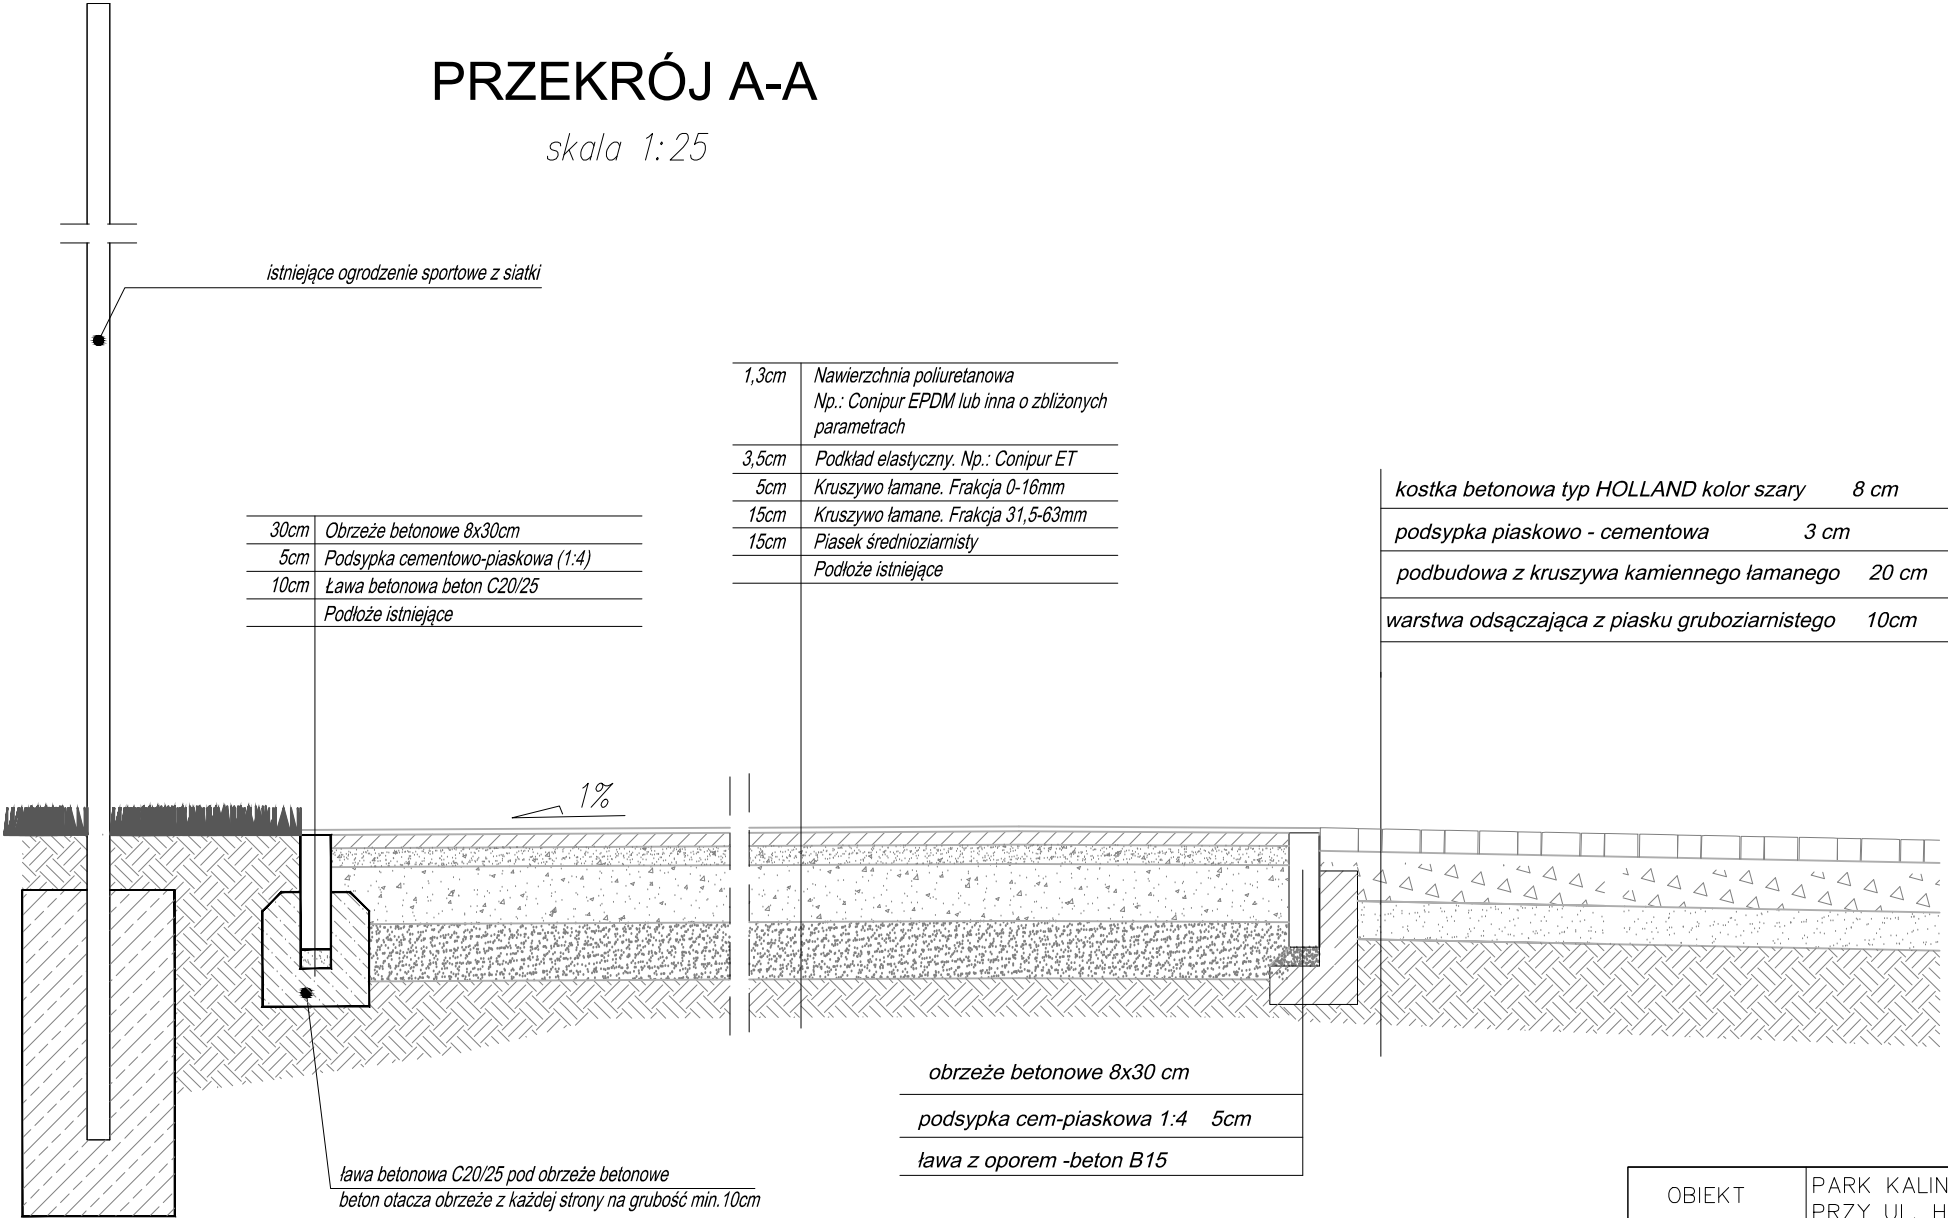 PRZEKRÓJ A-A
skala 1:25
istniejące ogrodzenie sportowe z siatki
1,3cm Nawierzchnia poliuretanowa
Np.: Conipur EPDM lub inna o zbliżonych
parametrach
3,5cm Podkład elastyczny. Np.: Conipur ET
5cm Kruszywo łamane. Frakcja 0-16mm
15cm Kruszywo łamane. Frakcja 31,5-63mm
15cm Piasek średnioziarnisty
Podłoże istniejące
kostka betonowa typ HOLLAND kolor szary 8 cm
podsypka piaskowo - cementowa 3 cm
podbudowa z kruszywa kamiennego łamanego 20 cm
warstwa odsączająca z piasku gruboziarnistego 10cm
30cm Obrzeże betonowe 8x30cm
5cm Podsypka cementowo-piaskowa (1:4)
10cm Ława betonowa beton C20/25
Podłoże istniejące
1%
obrzeże betonowe 8x30 cm
podsypka cem-piaskowa 1:4 5cm
ława z oporem -beton B15
ława betonowa C20/25 pod obrzeże betonowe
beton otacza obrzeże z każdej strony na grubość min.10cm
OBIEKT PARK KALIN
PRZY UL. H